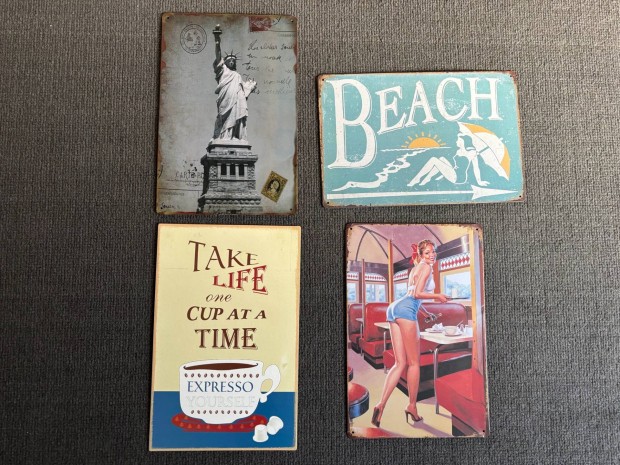 BEACH
TAKE
LIFE
one
CUP AT A
TIME
EXPRESSO
YOURSELF